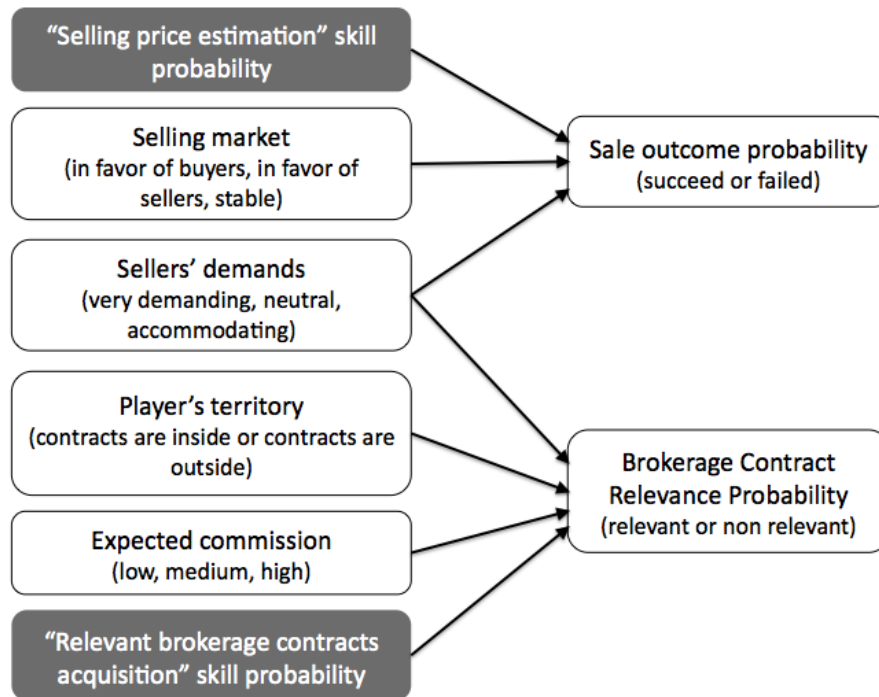 “Selling price estimation” skill
probability
Selling market
(in favor of buyers, in favor of
sellers, stable)
Sellers’ demands
(very demanding, neutral,
accommodating)
Player’s territory
(contracts are inside or contracts are
outside)
Expected commission
(low, medium, high)
“Relevant brokerage contracts
acquisition” skill probability
Sale outcome probability
(succeed or failed)
Brokerage Contract
Relevance Probability
(relevant or non relevant)